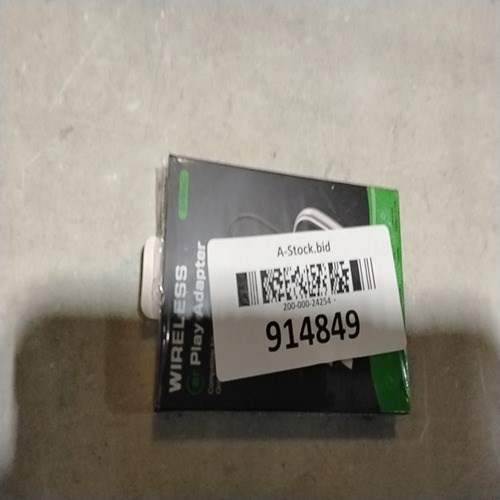 A-Stock.bid
200-000-24254
914849
WIRELESS
Play Adapter